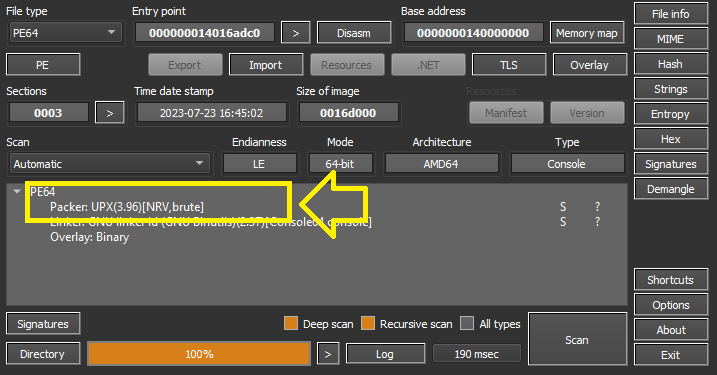 File type
Entry point
Base address
File info
PE64
000000014016adc0
>
Disasm
0000000140000000
Memory map
MIME
PE
Export
Import
Resources
.NET
TLS
Overlay
Hash
Sections
Time date stamp
Size of image
Resources
Strings
0003
>
2023-07-23 16:45:02
0016d000
Manifest
Version
Entropy
Scan
Endianness
Mode
Architecture
Type
Hex
Automatic
LE
64-bit
AMD64
Console
Signatures
PE64
Demangle
Packer: UPX(3.96)[NRV,brute]
S
?
Linker: GNU linker ld (GNU Binutils)(2.37)[Console64,console]
S
?
Overlay: Binary
Shortcuts
Options
Signatures
Deep scan
Recursive scan
All types
Scan
About
Directory
100%
>
Log
190 msec
Exit